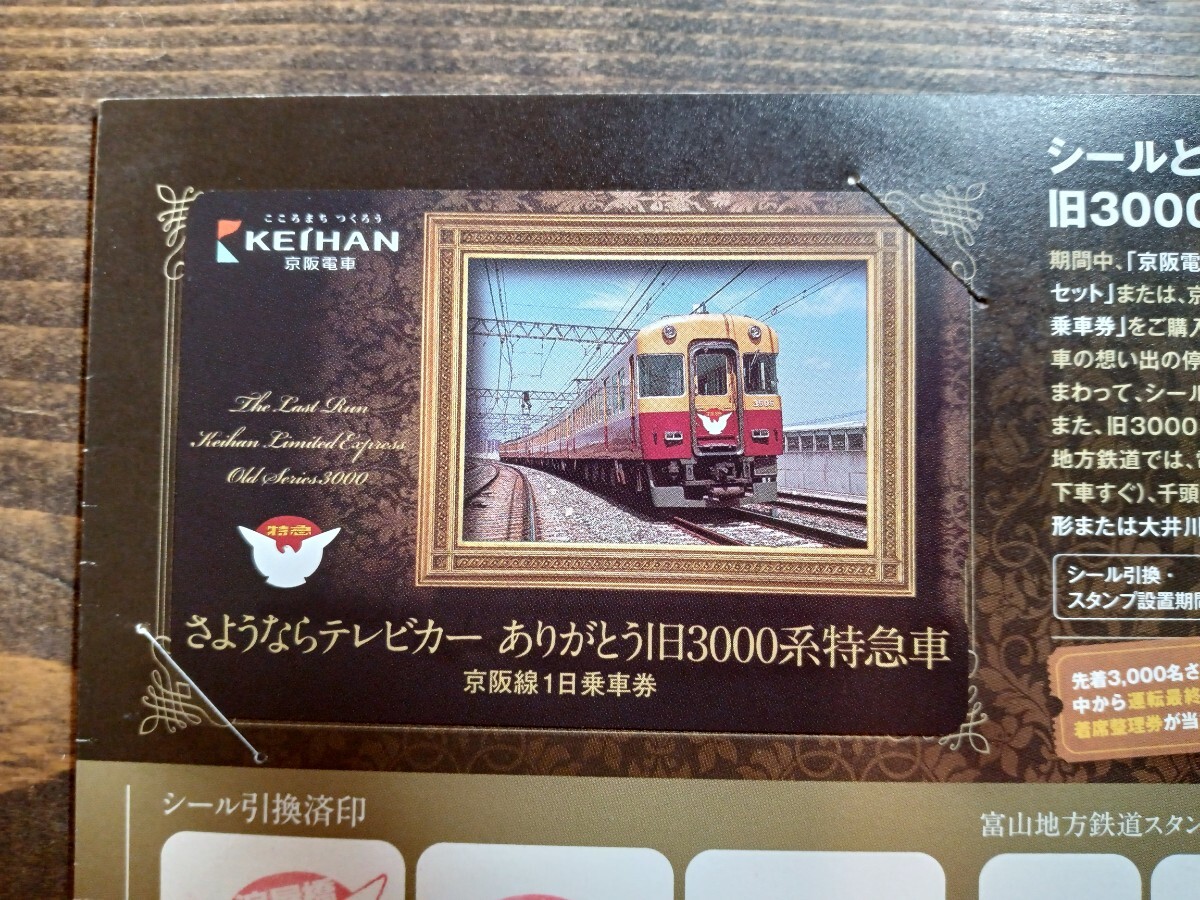 こころまち つくろう
KEIHAN
京阪電車
The Last Run
Keihan Limited Express
Old Series 3000
特急
さようならテレビカー ありがとう旧3000系特急車
京阪線1日乗車券
シールと
旧3000
期間中、「京阪電
セット」または、京
乗車券」をご購入
車の想い出の停
まわって、シール
また、旧3000
地方鉄道では、
下車すぐ)、千頭
形または大井川
シール引換・
スタンプ設置期間
先着3,000名さ
中から運転最終
着席整理券が当
シール引換済印
富山地方鉄道スタン
淀屋橋